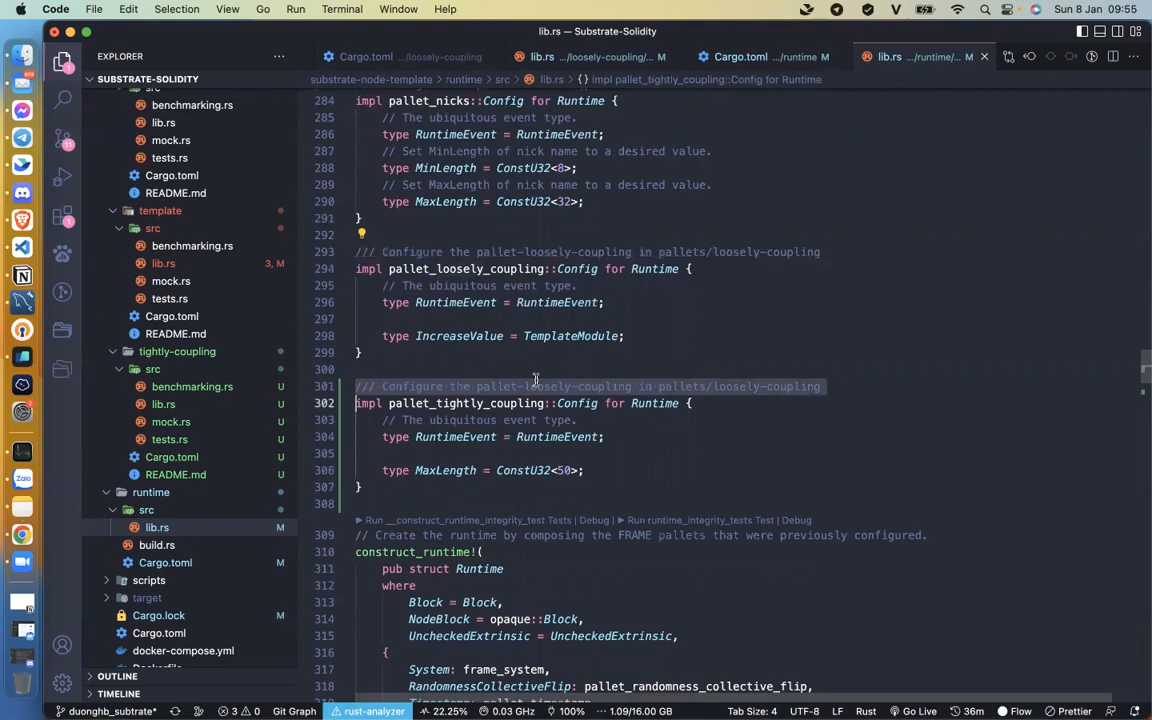 Code File Edit Selection View Go Run Terminal Window Help Sun 8 Jan 09:55
lib.rs — Substrate-Solidity
EXPLORER
Cargo.toml .../loosely-coupling
lib.rs .../loosely-coupling/... M
Cargo.toml .../runtime M
lib.rs .../runtime/... M
SUBSTRATE-SOLIDITY
substrate-node-template > runtime > src > lib.rs > {} impl pallet_tightly_coupling::Config for Runtime
src
benchmarking.rs
lib.rs
mock.rs
tests.rs
Cargo.toml
README.md
template
src
benchmarking.rs
lib.rs 3, M
mock.rs
tests.rs
Cargo.toml
README.md
tightly-coupling
src
benchmarking.rs U
lib.rs U
mock.rs U
tests.rs U
Cargo.toml U
README.md U
runtime
src
lib.rs M
build.rs
Cargo.toml M
scripts
target
Cargo.lock M
Cargo.toml
docker-compose.yml
Dockerfile
OUTLINE
TIMELINE
284 impl pallet_nicks::Config for Runtime {
285 // The ubiquitous event type.
286 type RuntimeEvent = RuntimeEvent;
287 // Set MinLength of nick name to a desired value.
288 type MinLength = ConstU32<8>;
289 // Set MaxLength of nick name to a desired value.
290 type MaxLength = ConstU32<32>;
291 }
292
293 /// Configure the pallet-loosely-coupling in pallets/loosely-coupling
294 impl pallet_loosely_coupling::Config for Runtime {
295 // The ubiquitous event type.
296 type RuntimeEvent = RuntimeEvent;
297
298 type IncreaseValue = TemplateModule;
299 }
300
301 /// Configure the pallet-loosely-coupling in pallets/loosely-coupling
302 impl pallet_tightly_coupling::Config for Runtime {
303 // The ubiquitous event type.
304 type RuntimeEvent = RuntimeEvent;
305
306 type MaxLength = ConstU32<50>;
307 }
308
Run __construct_runtime_integrity_test Tests | Debug | Run runtime_integrity_tests Test | Debug
309 // Create the runtime by composing the FRAME pallets that were previously configured.
310 construct_runtime!(
311 pub struct Runtime
312 where
313 Block = Block,
314 NodeBlock = opaque::Block,
315 UncheckedExtrinsic = UncheckedExtrinsic,
316 {
317 System: frame_system,
318 RandomnessCollectiveFlip: pallet_randomness_collective_flip,
duonghb_subtrate* 3 0 Git Graph rust-analyzer 22.25% 0.03 GHz 100% 1.09/16.00 GB Tab Size: 4 UTF-8 LF Rust Go Live 36m Flow Prettier